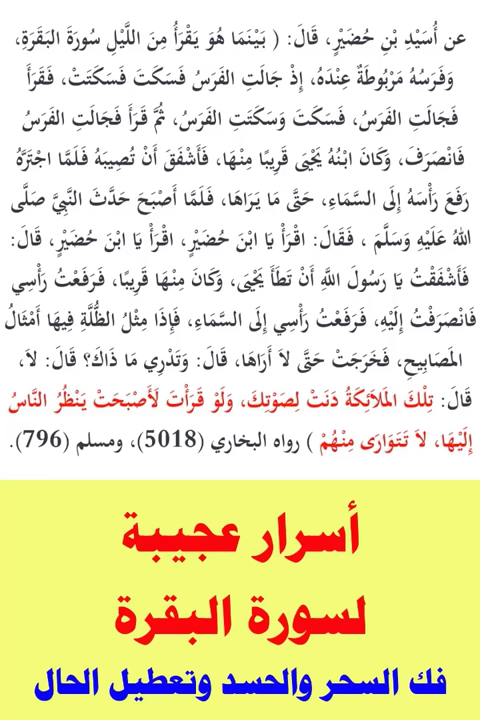 عن أُسَيْدِ بْنِ حُضَيْرٍ، قَالَ: ( بَيْنَمَا هُوَ يَقْرَأُ مِنَ اللَّيْلِ سُورَةَ البَقَرَةِ،
وَفَرَسُهُ مَرْبُوطَةٌ عِنْدَهُ، إِذْ جَالَتِ الفَرَسُ فَسَكَتَ فَسَكَتَتْ، فَقَرَأَ
فَجَالَتِ الفَرَسُ، فَسَكَتَ وَسَكَتَتِ الفَرَسُ، ثُمَّ قَرَأَ فَجَالَتِ الفَرَسُ
فَانْصَرَفَ، وَكَانَ ابْنُهُ يَحْيَى قَرِيبًا مِنْهَا، فَأَشْفَقَ أَنْ تُصِيبَهُ فَلَمَّا اجْتَرَّهُ
رَفَعَ رَأْسَهُ إِلَى السَّمَاءِ، حَتَّى مَا يَرَاهَا، فَلَمَّا أَصْبَحَ حَدَّثَ النَّبِيَّ صَلَّى
اللهُ عَلَيْهِ وَسَلَّمَ ، فَقَالَ: اقْرَأْ يَا ابْنَ حُضَيْرٍ، اقْرَأْ يَا ابْنَ حُضَيْرٍ، قَالَ:
فَأَشْفَقْتُ يَا رَسُولَ اللَّهِ أَنْ تَطَأَ يَحْيَى، وَكَانَ مِنْهَا قَرِيبًا، فَرَفَعْتُ رَأْسِي
فَانْصَرَفْتُ إِلَيْهِ، فَرَفَعْتُ رَأْسِي إِلَى السَّمَاءِ، فَإِذَا مِثْلُ الظُّلَّةِ فِيهَا أَمْثَالُ
المَصَابِيحِ، فَخَرَجَتْ حَتَّى لاَ أَرَاهَا، قَالَ: وَتَدْرِي مَا ذَاكَ؟ قَالَ: لاَ،
قَالَ: تِلْكَ المَلاَئِكَةُ دَنَتْ لِصَوْتِكَ، وَلَوْ قَرَأْتَ لَأَصْبَحَتْ يَنْظُرُ النَّاسُ
إِلَيْهَا، لاَ تَتَوَارَى مِنْهُمْ ) رواه البخاري (5018)، ومسلم (796).
أسرار عجيبة
لسورة البقرة
فك السحر والحسد وتعطيل الحال